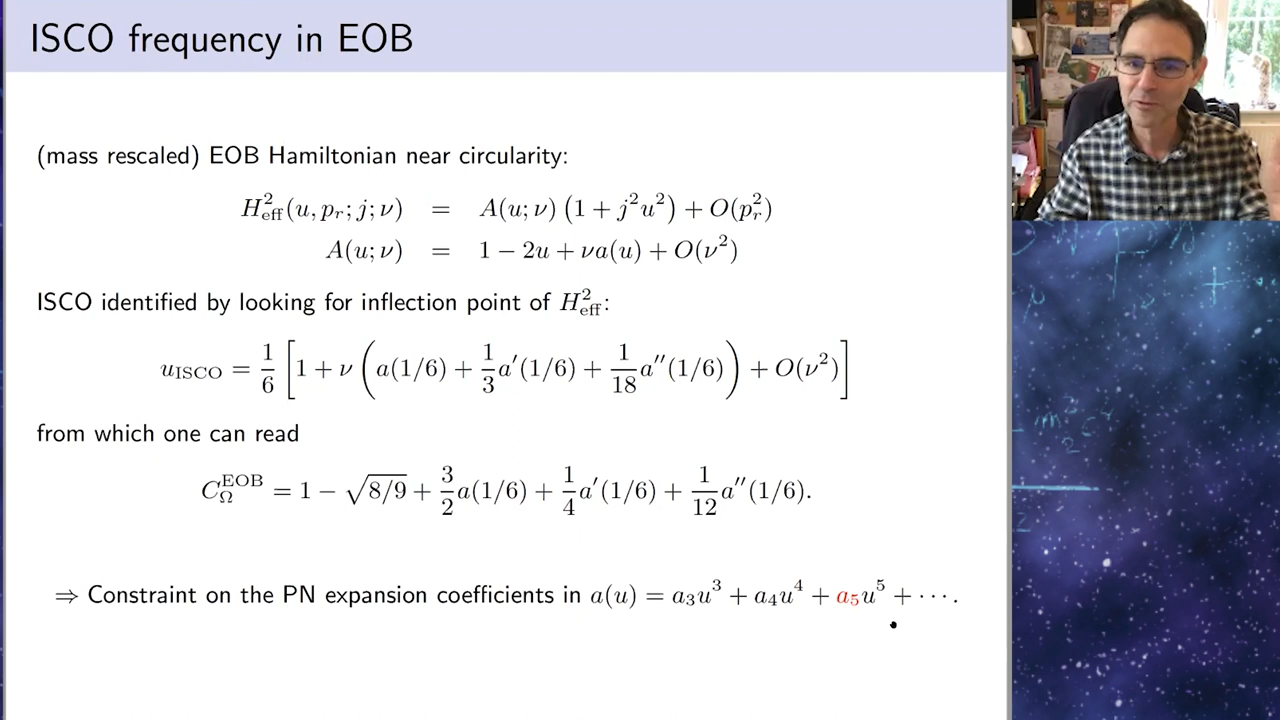 ISCO frequency in EOB
(mass rescaled) EOB Hamiltonian near circularity:
H²_eff(u, p_r; j; ν) = A(u; ν) (1 + j²u²) + O(p_r²)
A(u; ν) = 1 − 2u + νa(u) + O(ν²)
ISCO identified by looking for inflection point of H²_eff:
u_ISCO = 1/6 [1 + ν (a(1/6) + 1/3 a′(1/6) + 1/18 a″(1/6)) + O(ν²)]
from which one can read
C_Ω^EOB = 1 − √8/9 + 3/2 a(1/6) + 1/4 a′(1/6) + 1/12 a″(1/6).
⇒ Constraint on the PN expansion coefficients in a(u) = a₃u³ + a₄u⁴ + a₅u⁵ + ⋯.